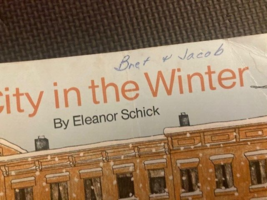 Bret & Jacob
City in the Winter
By Eleanor Schick